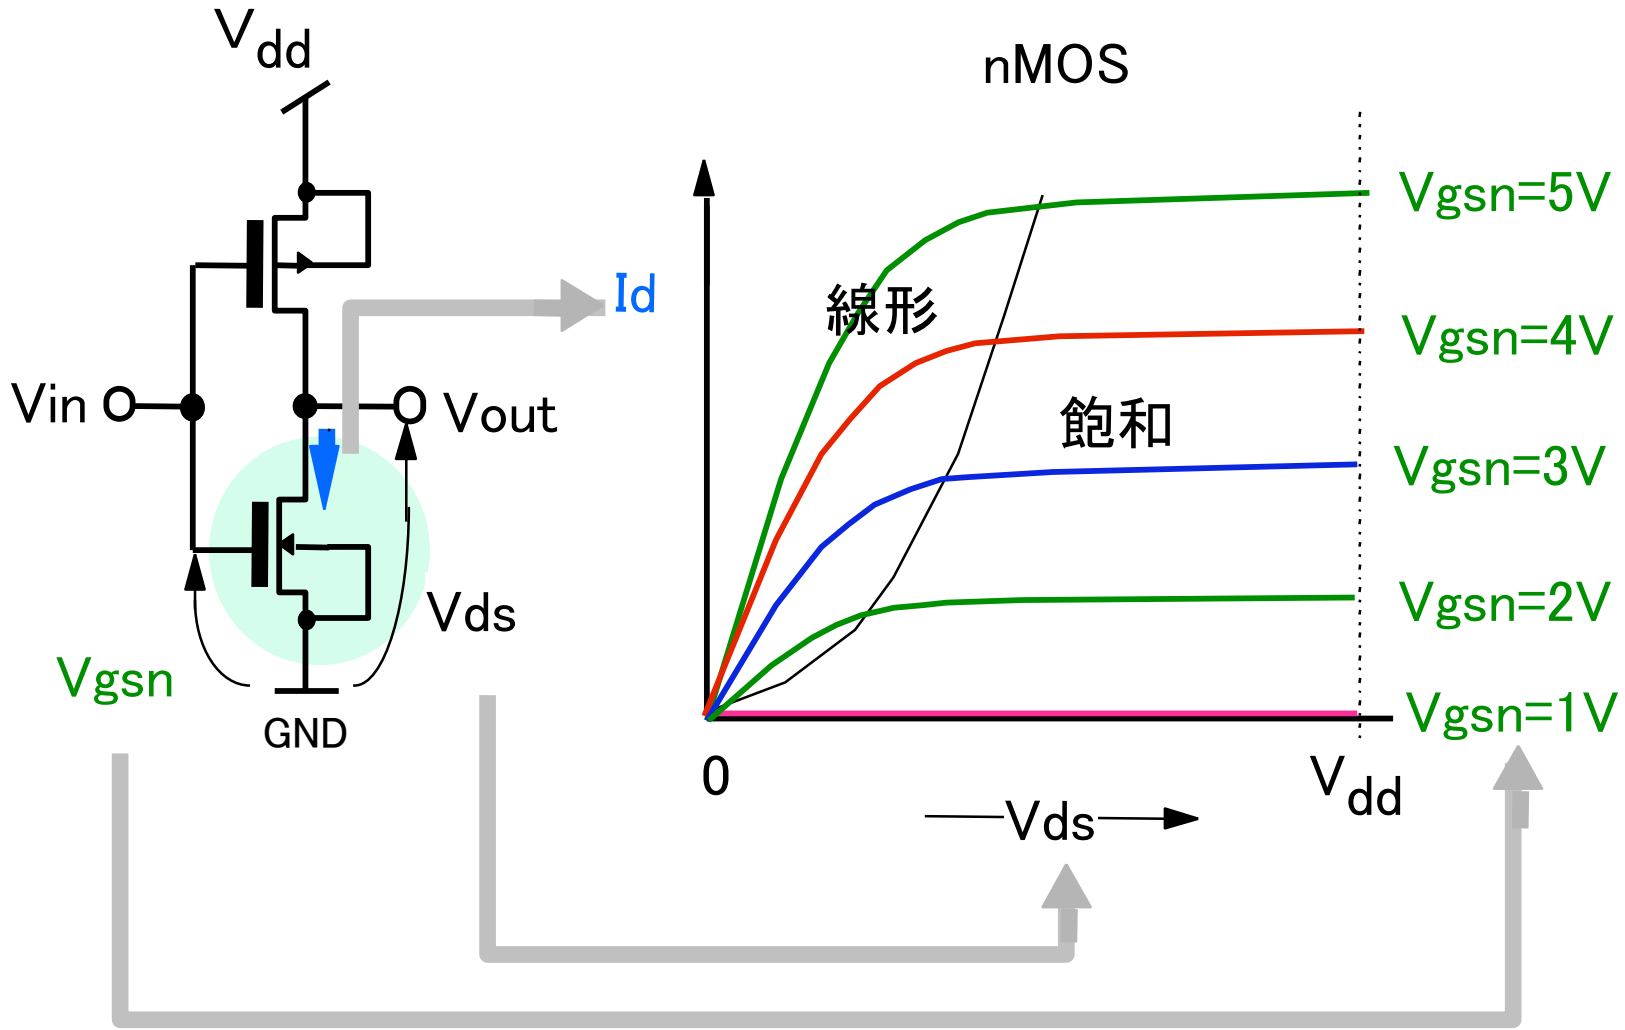 Vdd
nMOS
Vgsn=5V
Id
線形
Vgsn=4V
Vin
Vout
飽和
Vgsn=3V
Vds
Vgsn=2V
Vgsn
GND
Vgsn=1V
0
Vdd
Vds